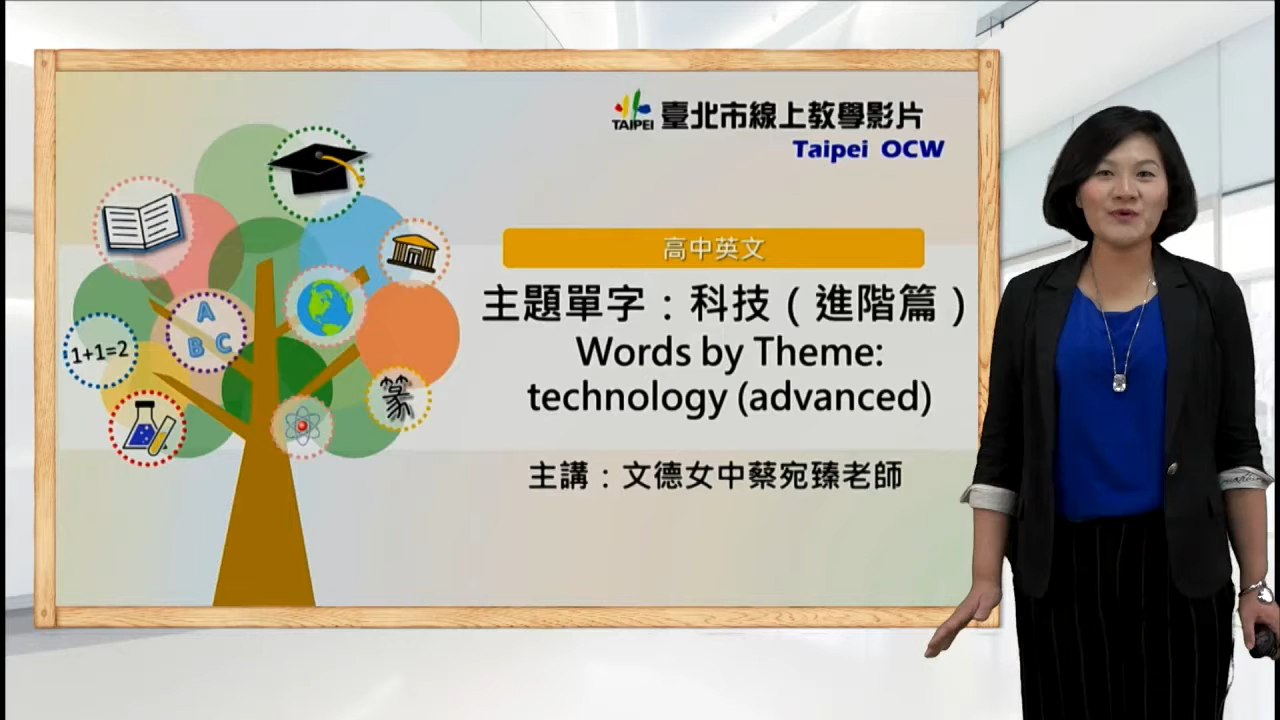 TAIPEI 臺北市線上教學影片
Taipei OCW
高中英文
主題單字：科技（進階篇）
Words by Theme:
technology (advanced)
主講：文德女中蔡宛臻老師
A
B C
1+1=2
篆